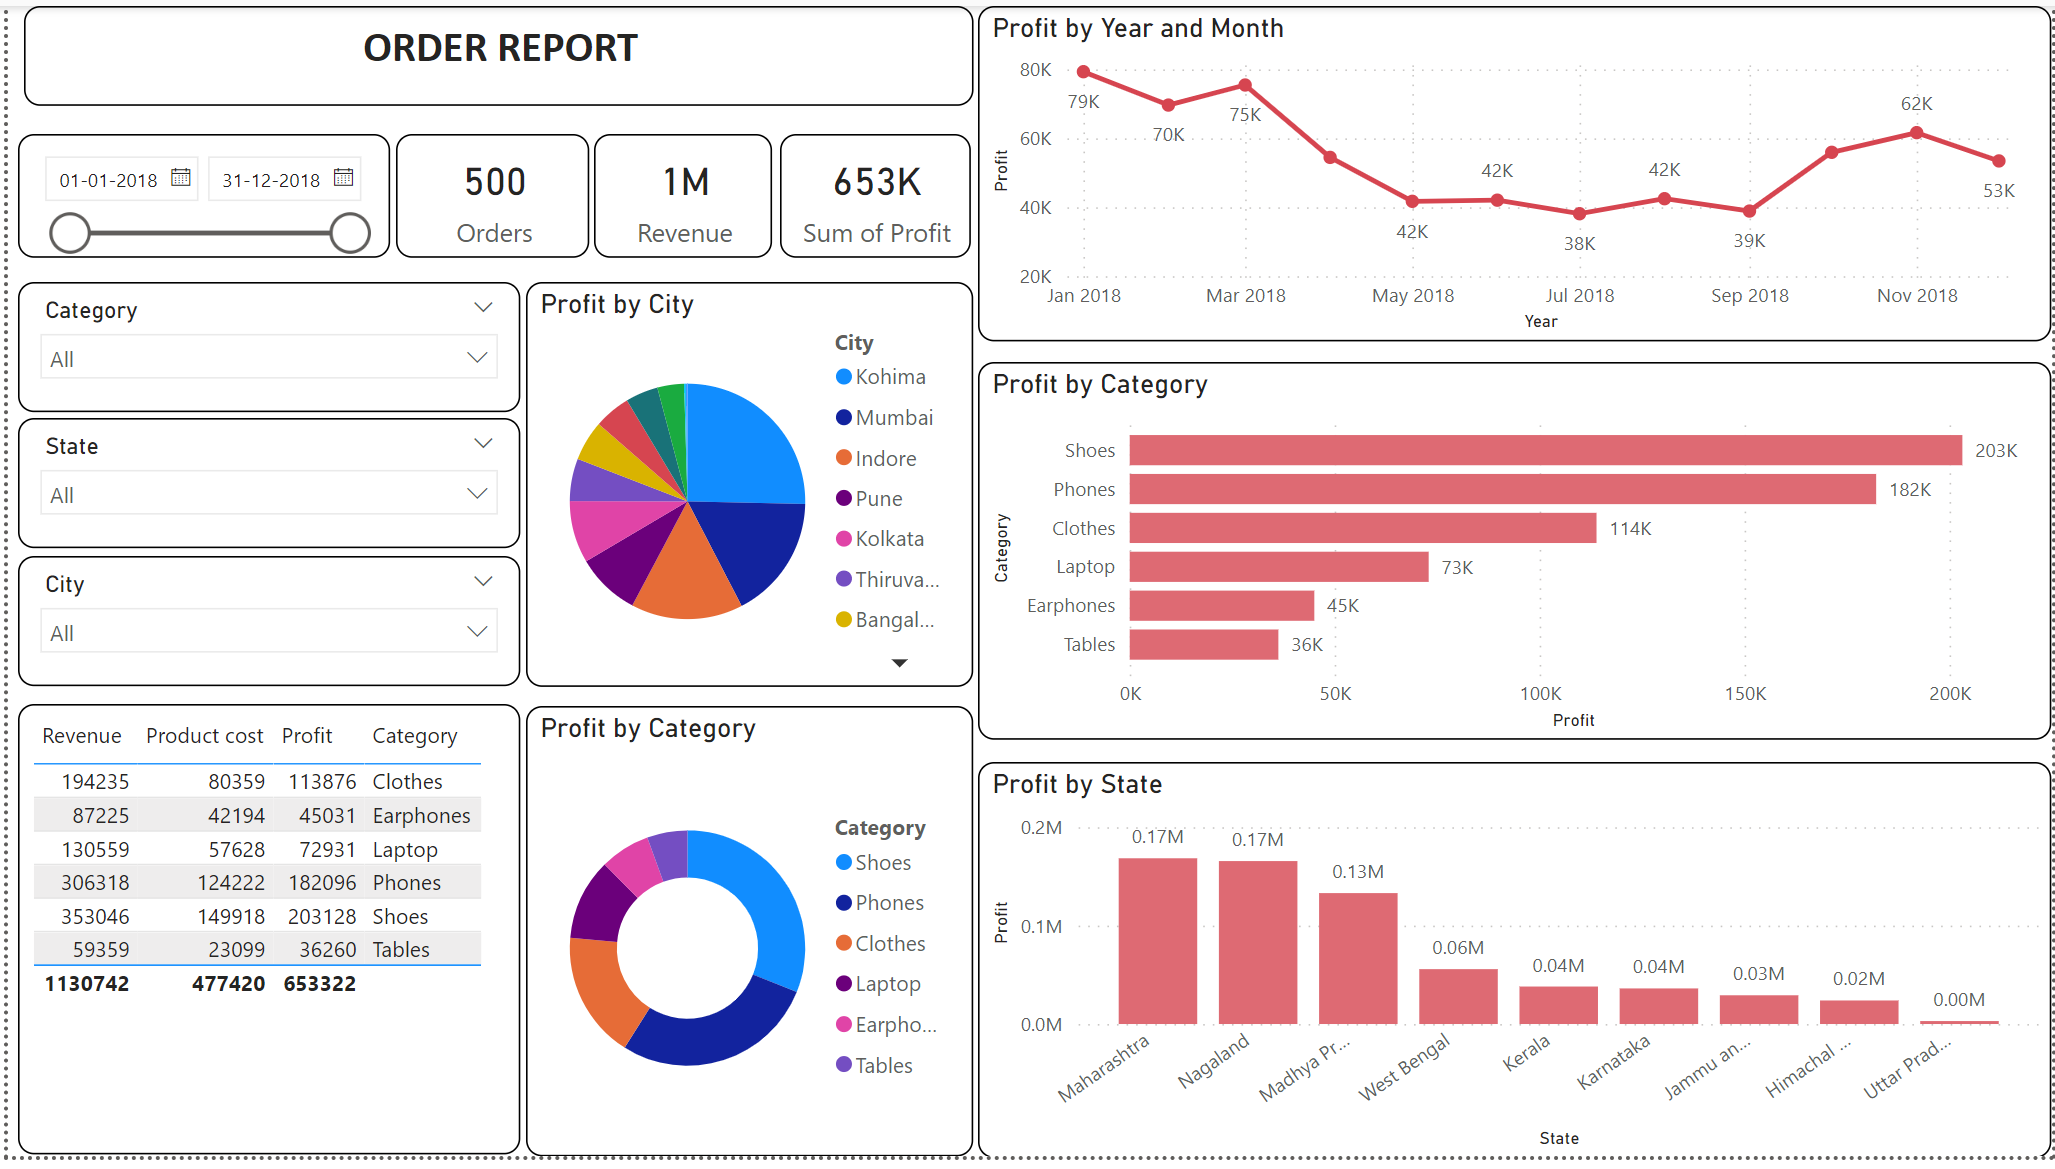 ORDER REPORT
01-01-2018
31-12-2018
500
Orders
1M
Revenue
653K
Sum of Profit
Category
All
State
All
City
All
Profit by City
City
Kohima
Mumbai
Indore
Pune
Kolkata
Thiruva...
Bangal...
Revenue Product cost Profit Category
194235 80359 113876 Clothes
87225 42194 45031 Earphones
130559 57628 72931 Laptop
306318 124222 182096 Phones
353046 149918 203128 Shoes
59359 23099 36260 Tables
1130742 477420 653322
Profit by Category
Category
Shoes
Phones
Clothes
Laptop
Earpho...
Tables
Profit by Year and Month
Profit
80K
60K
40K
20K
79K
70K
75K
42K
42K
38K
42K
39K
62K
53K
Jan 2018 Mar 2018 May 2018 Jul 2018 Sep 2018 Nov 2018
Year
Profit by Category
Category
Shoes 203K
Phones 182K
Clothes 114K
Laptop 73K
Earphones 45K
Tables 36K
0K 50K 100K 150K 200K
Profit
Profit by State
Profit
0.2M
0.1M
0.0M
0.17M 0.17M 0.13M 0.06M 0.04M 0.04M 0.03M 0.02M 0.00M
Maharashtra Nagaland Madhya Pr... West Bengal Kerala Karnataka Jammu an... Himachal ... Uttar Prad...
State